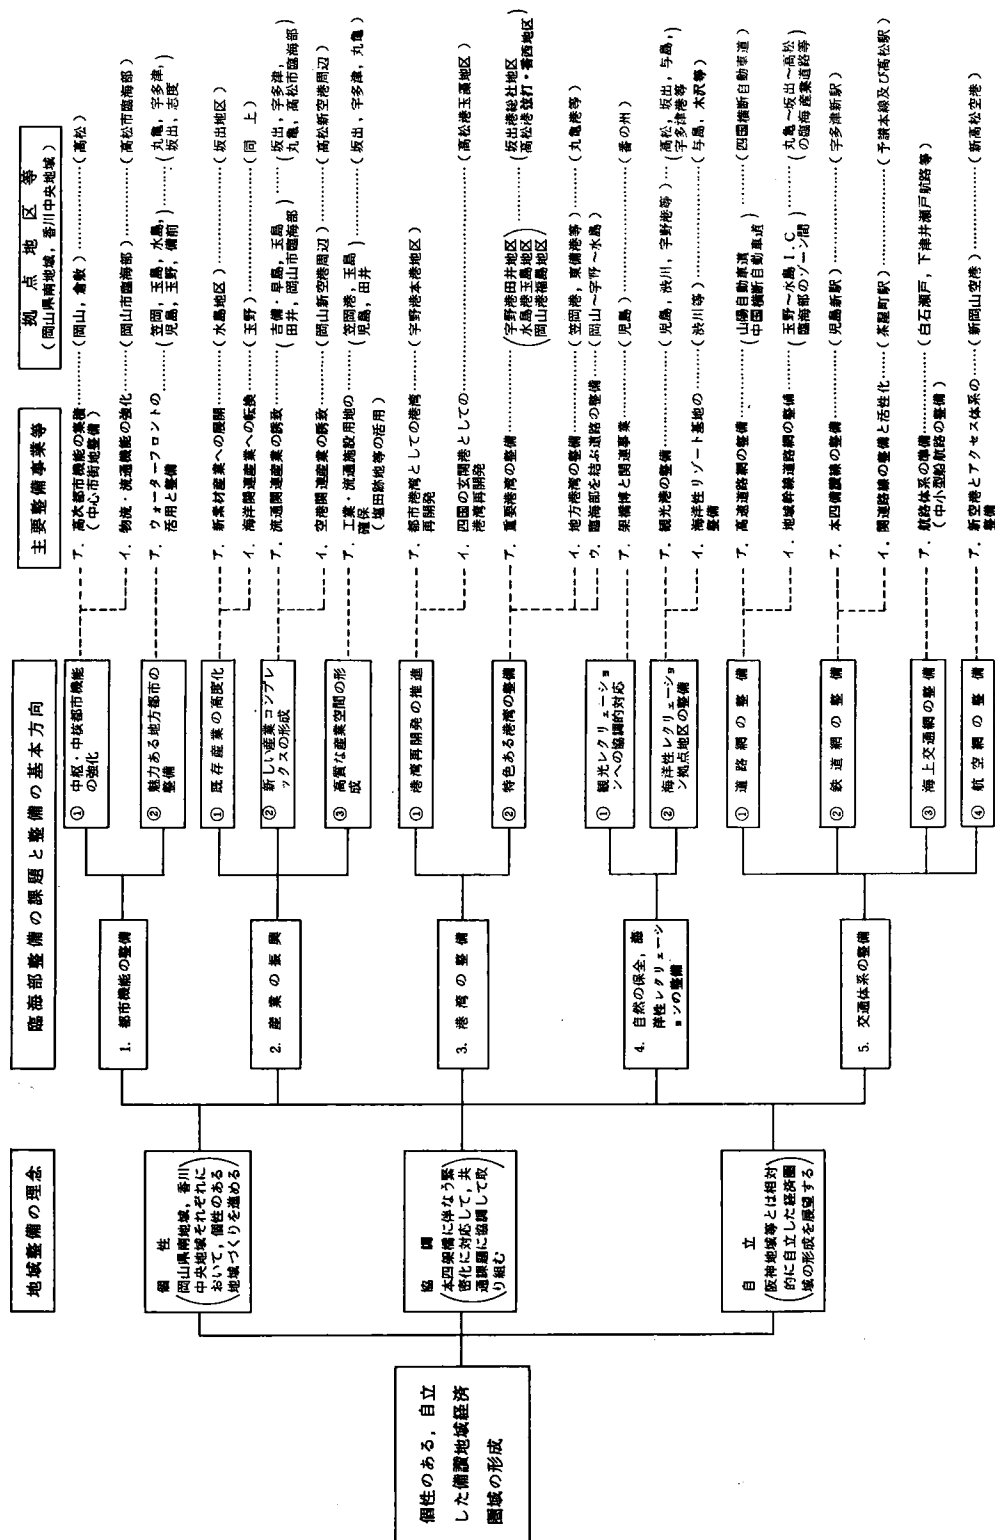 地域整備の理念
臨海部整備の課題と整備の基本方向
主要整備事業等
拠点地区等
(岡山県南地域,香川中央地域)
個性のある,自立
した備讃地域経済
圏域の形成
個性
(岡山県南地域,香川
中央地域それぞれに
おいて,個性のある
地域づくりを進める)
協調
(本四架橋に伴なう緊
密化に対応して,共
通課題に協調して取
り組む)
自立
(阪神地域等とは相対
的に自立した経済圏
域の形成を展望する)
1. 都市機能の整備
① 中枢・中核都市機能
の強化
ア.高次都市機能の集積……(岡山,倉敷)……(高松)
(中心市街地整備)
イ.物流・流通機能の強化……(岡山市臨海部)……(高松市臨海部)
② 魅力ある地方都市の
整備
ア.ウォーターフロントの……(笠岡,玉島,水島,……(丸亀,宇多津,
活用と整備 児島,玉野,備前) 坂出,志度)
2. 産業の振興
① 既存産業の高度化
ア.新素材産業への展開……(水島地区)……(坂出地区)
イ.海洋関連産業への転換……(玉野)……(同上)
② 新しい産業コンプレ
ックスの形成
ア.流通関連産業の誘致……(吉備・早島,玉島……(坂出,宇多津,
田井,岡山市臨海部) 丸亀,高松市臨海部)
イ.空港関連産業の誘致……(岡山新空港周辺)……(高松新空港周辺)
③ 高質な産業空間の形
成
ア.工業・流通施設用地の……(笠岡港,玉島,……(坂出,宇多津,丸亀)
確保 児島,田井)
(塩田跡地等の活用)
3. 港湾の整備
① 港湾再開発の推進
ア.都市港湾としての港湾……(宇野港本港地区)
再開発
イ.四国の玄関港としての……(高松港玉藻地区)
港湾再開発
② 特色ある港湾の整備
ア.重要港湾の整備……(宇野港田井地区……(坂出港総社地区
水島港玉島地区 高松港弦打・香西地区)
岡山港福島地区)
イ.地方港湾の整備……(笠岡港,東備港等)……(丸亀港等)
ウ.臨海部を結ぶ道路の整備……(岡山〜宇野〜水島)
4. 自然の保全,海
洋性レクリェーシ
ョンの整備
① 観光レクリェーショ
ンへの協調的対応
ア.架橋博と関連事業……(児島)……(番の州)
② 海洋性レクリェーショ
ン拠点地区の整備
ア.観光港の整備……(児島,渋川,宇野港等)……(高松,坂出,与島,
宇多津港等)
イ.海洋性リゾート基地の……(渋川等)……(与島,木沢等)
整備
5. 交通体系の整備
① 道路網の整備
ア.高速道路網の整備……(山陽自動車道……(四国横断自動車道)
中国横断自動車道)
イ.地域幹線道路網の整備……(玉野〜水島I.C……(丸亀〜坂出〜高松
臨海部のゾーン間) の臨海産業道路等)
② 鉄道網の整備
ア.本四備讃線の整備……(児島新駅)……(宇多津新駅)
イ.関連路線の整備と活性化……(茶屋町駅)……(予讃本線及び高松駅)
③ 海上交通網の整備
ア.航路体系の準備……(白石瀬戸,下津井瀬戸航路等)
(中小型船航路の整備)
④ 航空網の整備
ア.新空港とアクセス体系の……(新岡山空港)……(新高松空港)
整備